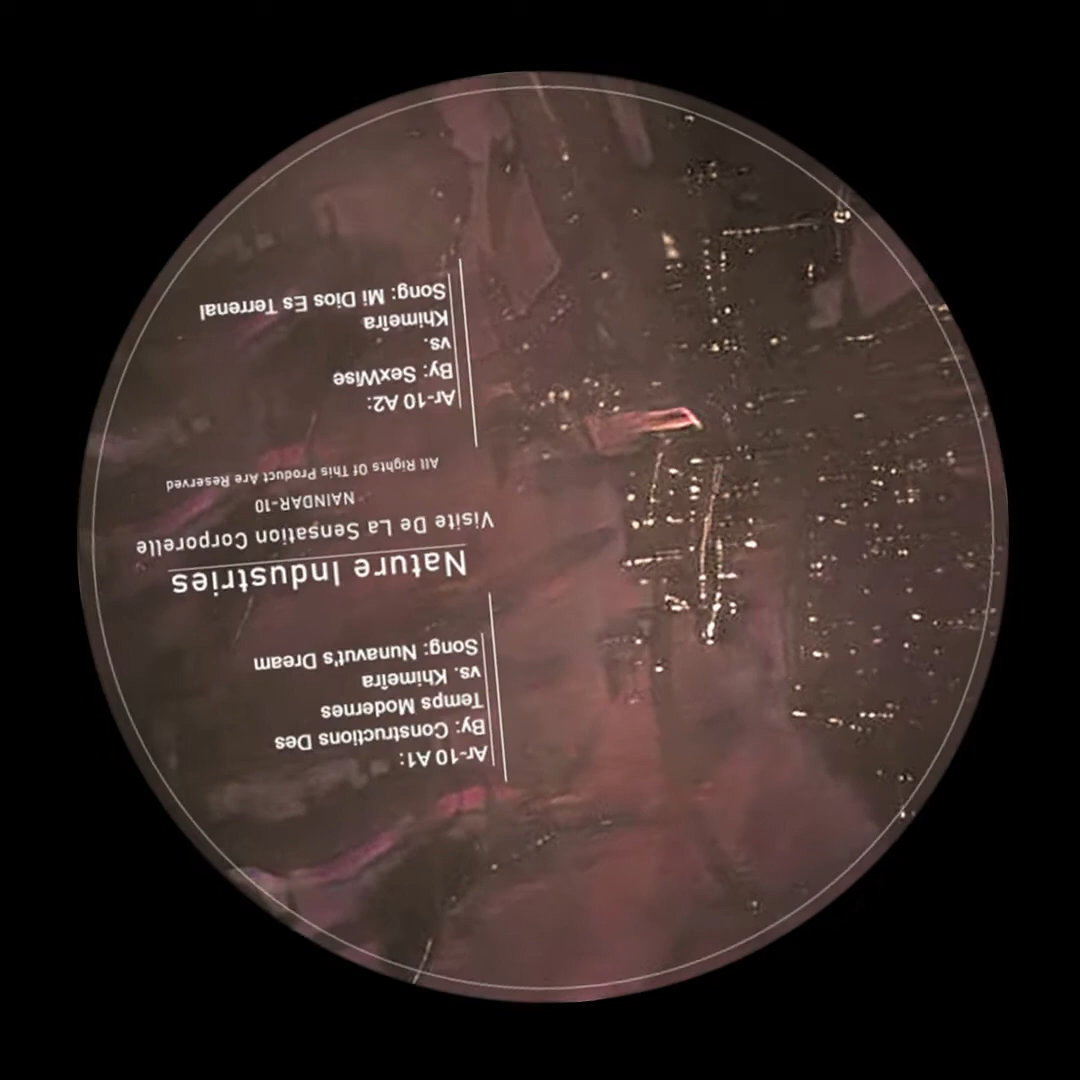 Ar-10 A1:
By: Constructions Des
Temps Modernes
vs. Khimeîra
Song: Nunavut's Dream
Nature Industries
Visite De La Sensation Corporelle
NAINDAR-10
All Rights Of This Product Are Reserved
Ar-10 A2:
By: SexWise
vs.
Khimeîra
Song: Mi Dios Es Terrenal